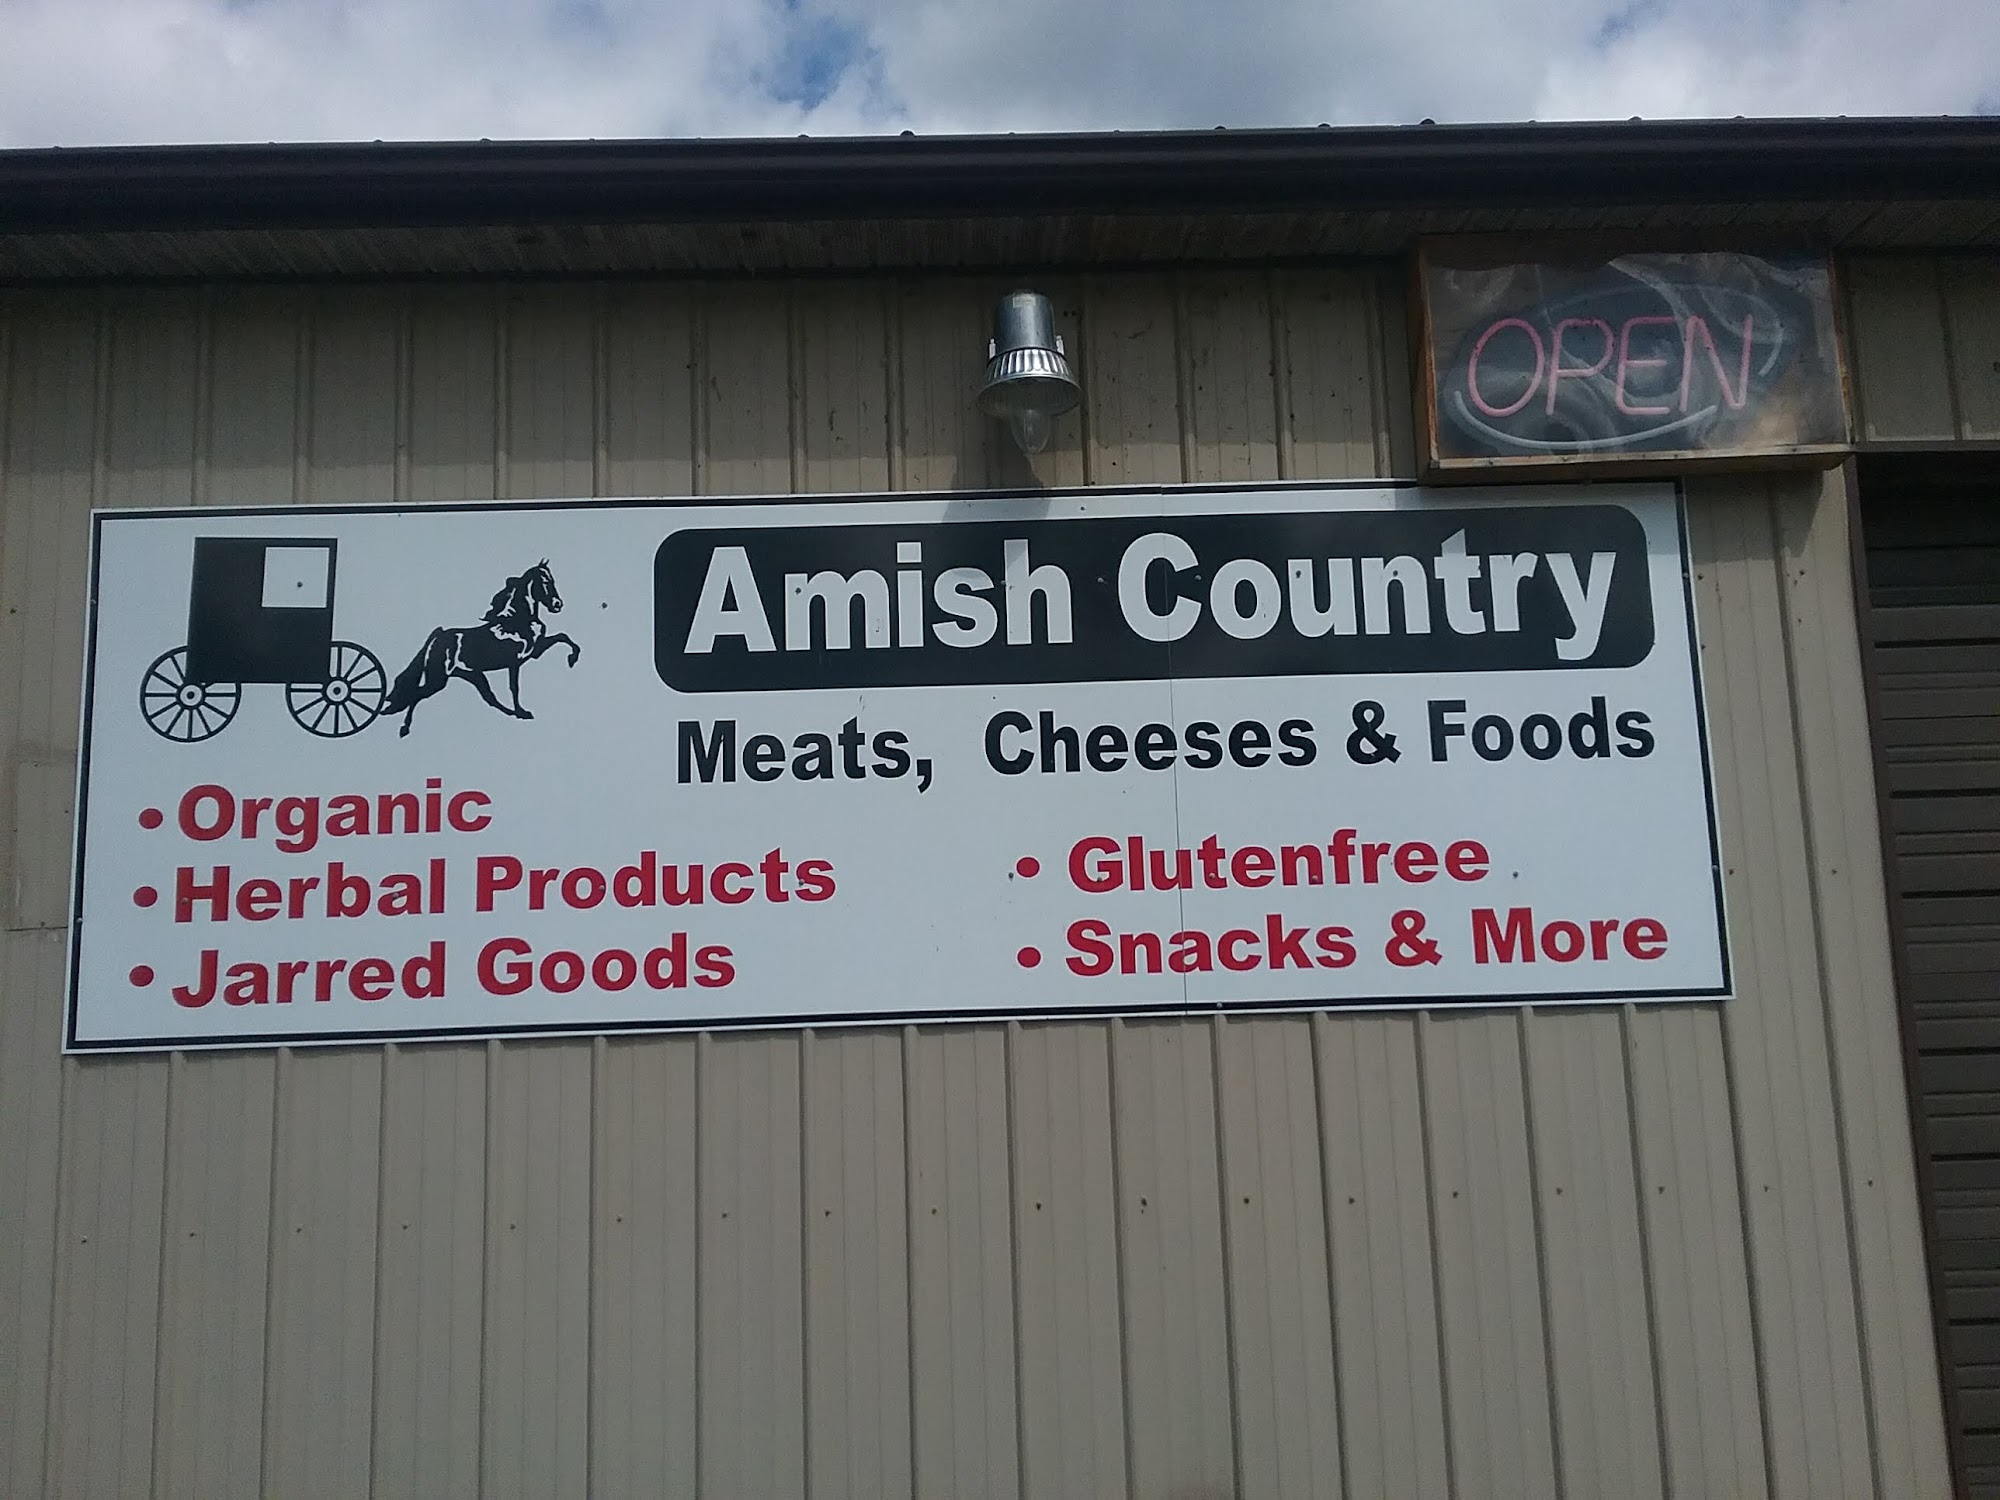 OPEN
Amish Country
Meats, Cheeses & Foods
• Organic
• Herbal Products
• Jarred Goods
• Glutenfree
• Snacks & More